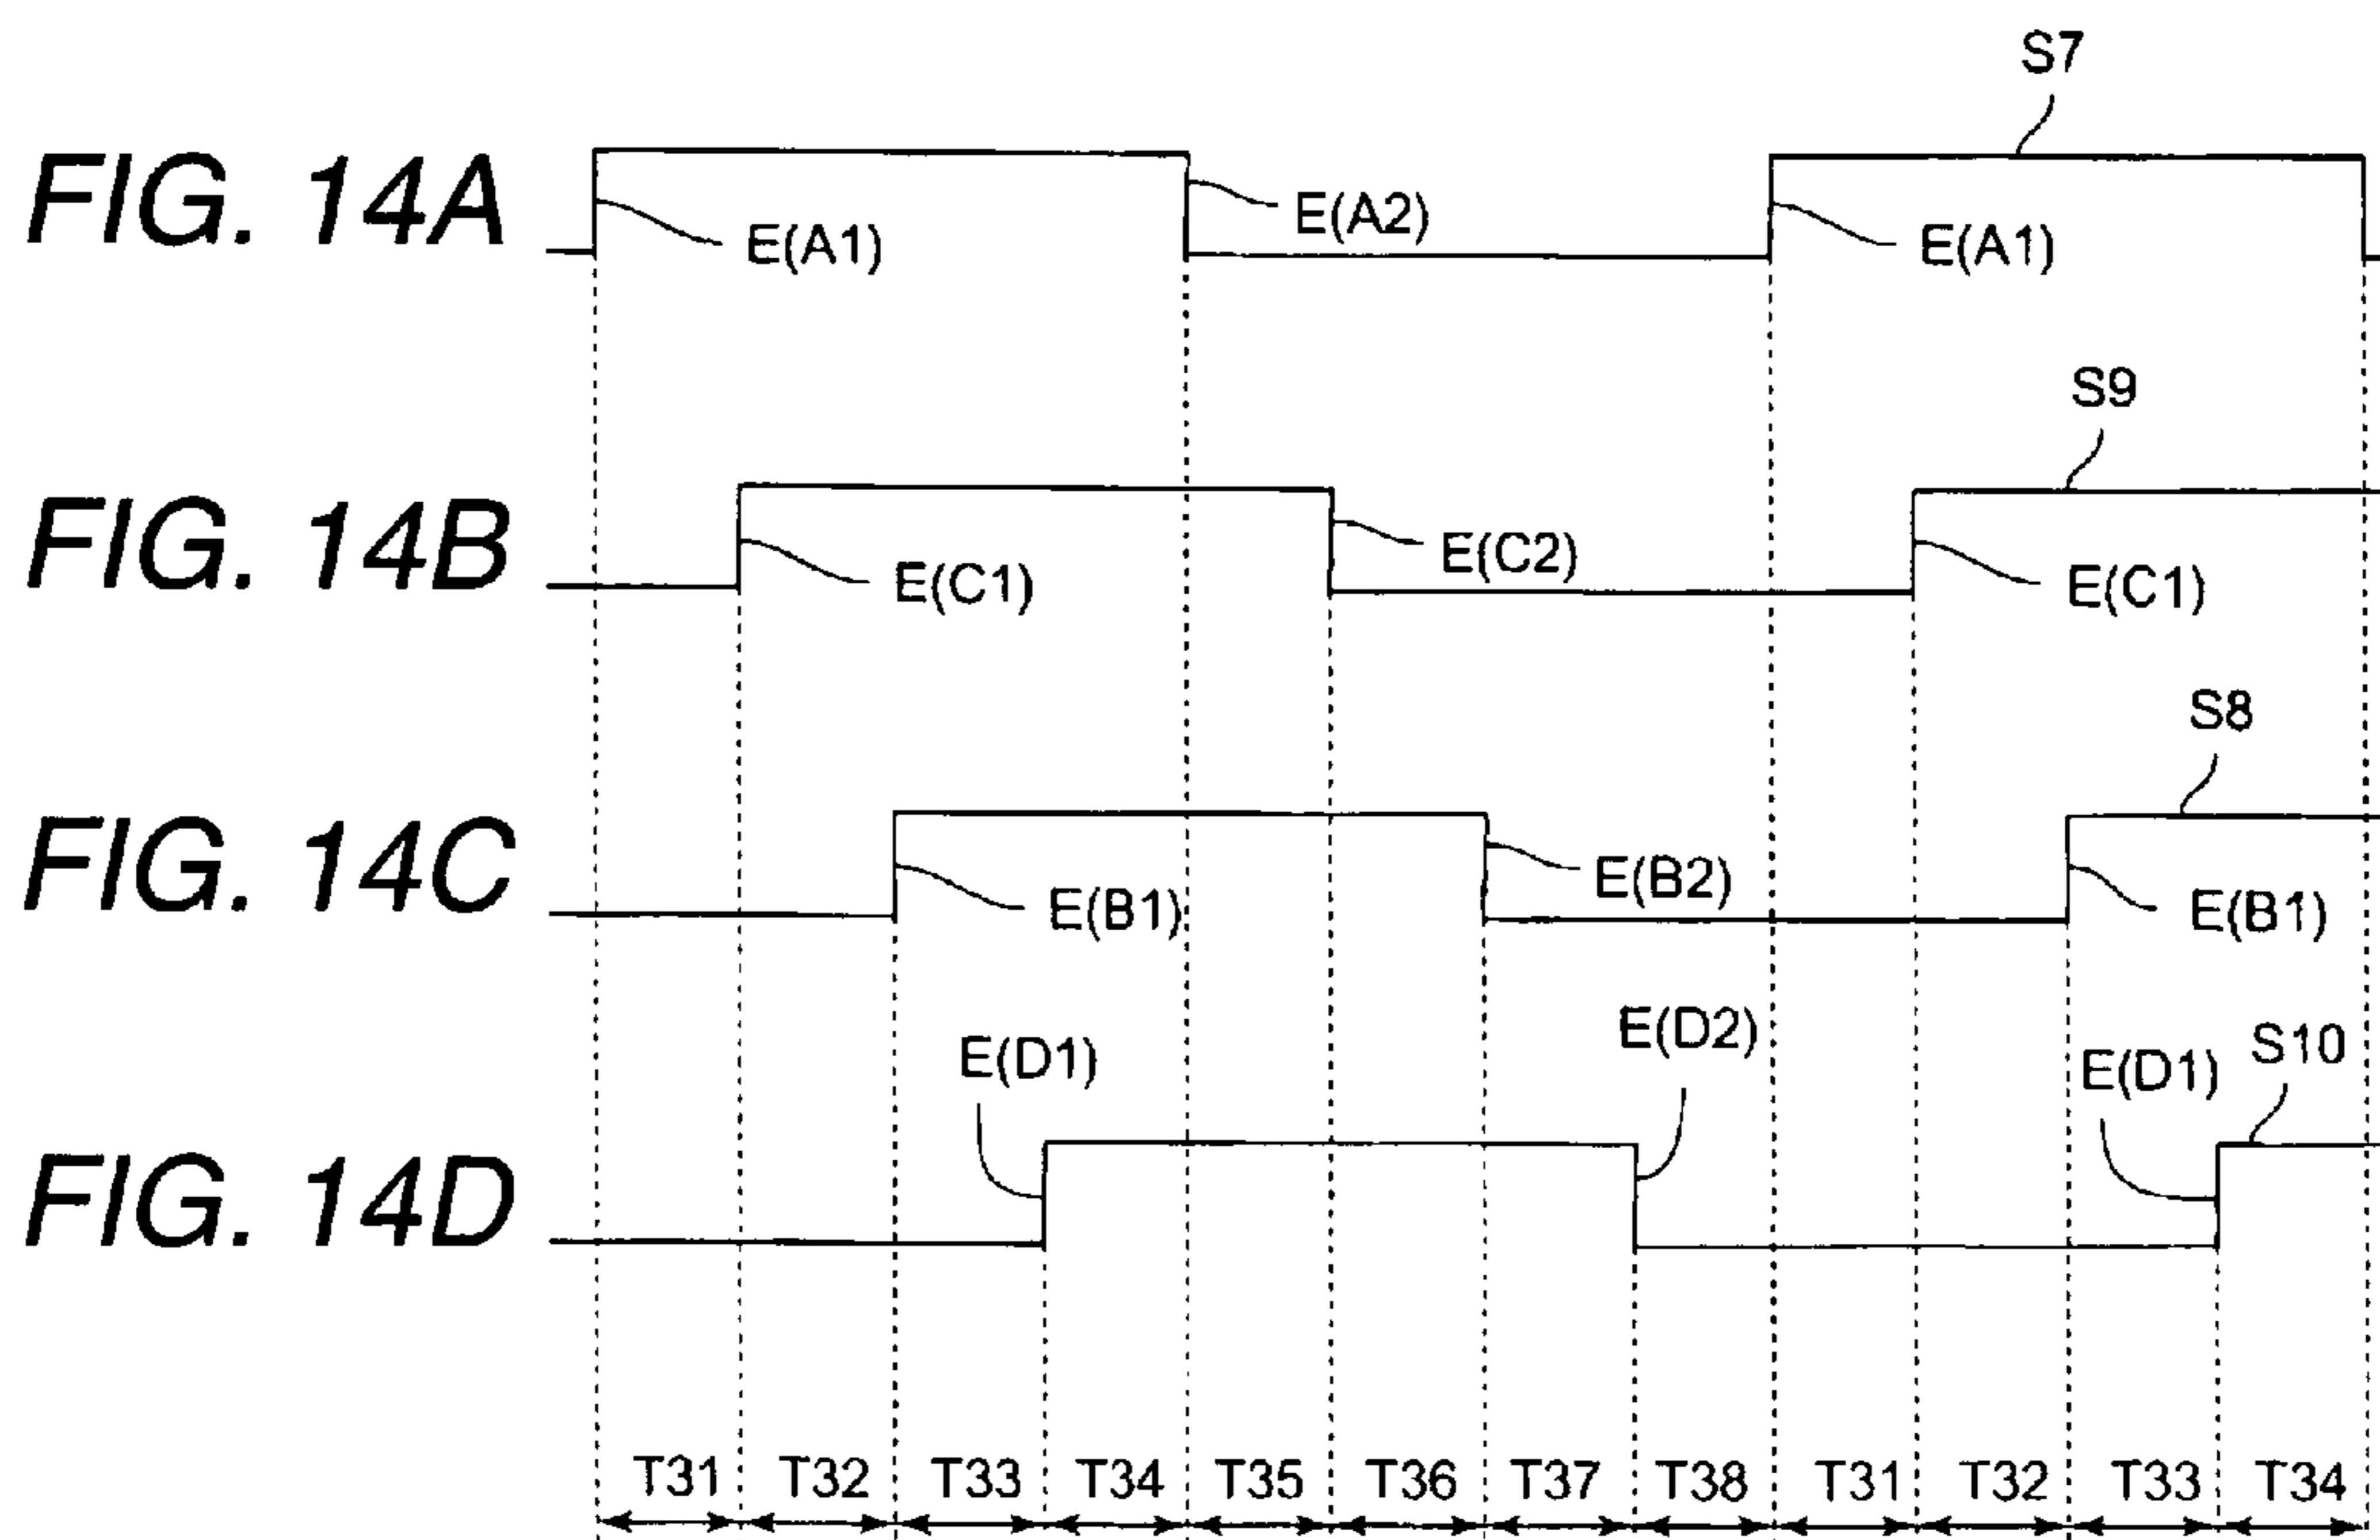 S7
FIG. 14A
E(A1)
E(A2)
E(A1)
S9
FIG. 14B
E(C1)
E(C2)
E(C1)
S8
FIG. 14C
E(B1)
E(B2)
E(B1)
E(D1)
E(D2)
E(D1)
S10
FIG. 14D
T31 T32 T33 T34 T35 T36 T37 T38 T31 T32 T33 T34